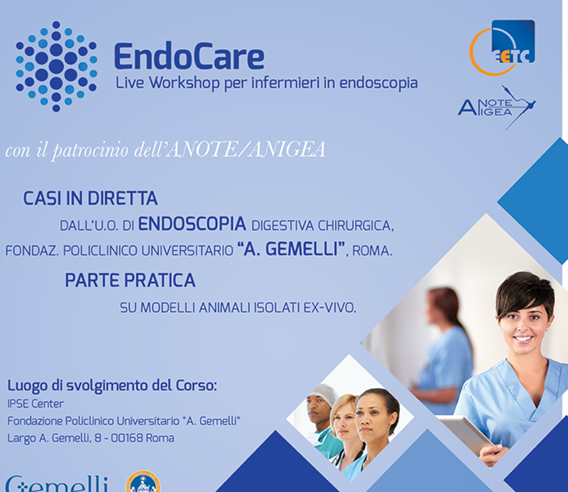 EndoCare
Live Workshop per infermieri in endoscopia
EETC
ANOTE
ANIGEA
con il patrocinio dell'ANOTE/ANIGEA
CASI IN DIRETTA
DALL'U.O. DI ENDOSCOPIA DIGESTIVA CHIRURGICA,
FONDAZ. POLICLINICO UNIVERSITARIO "A. GEMELLI", ROMA.
PARTE PRATICA
SU MODELLI ANIMALI ISOLATI EX-VIVO.
Luogo di svolgimento del Corso:
IPSE Center
Fondazione Policlinico Universitario "A. Gemelli"
Largo A. Gemelli, 8 - 00168 Roma
Gemelli